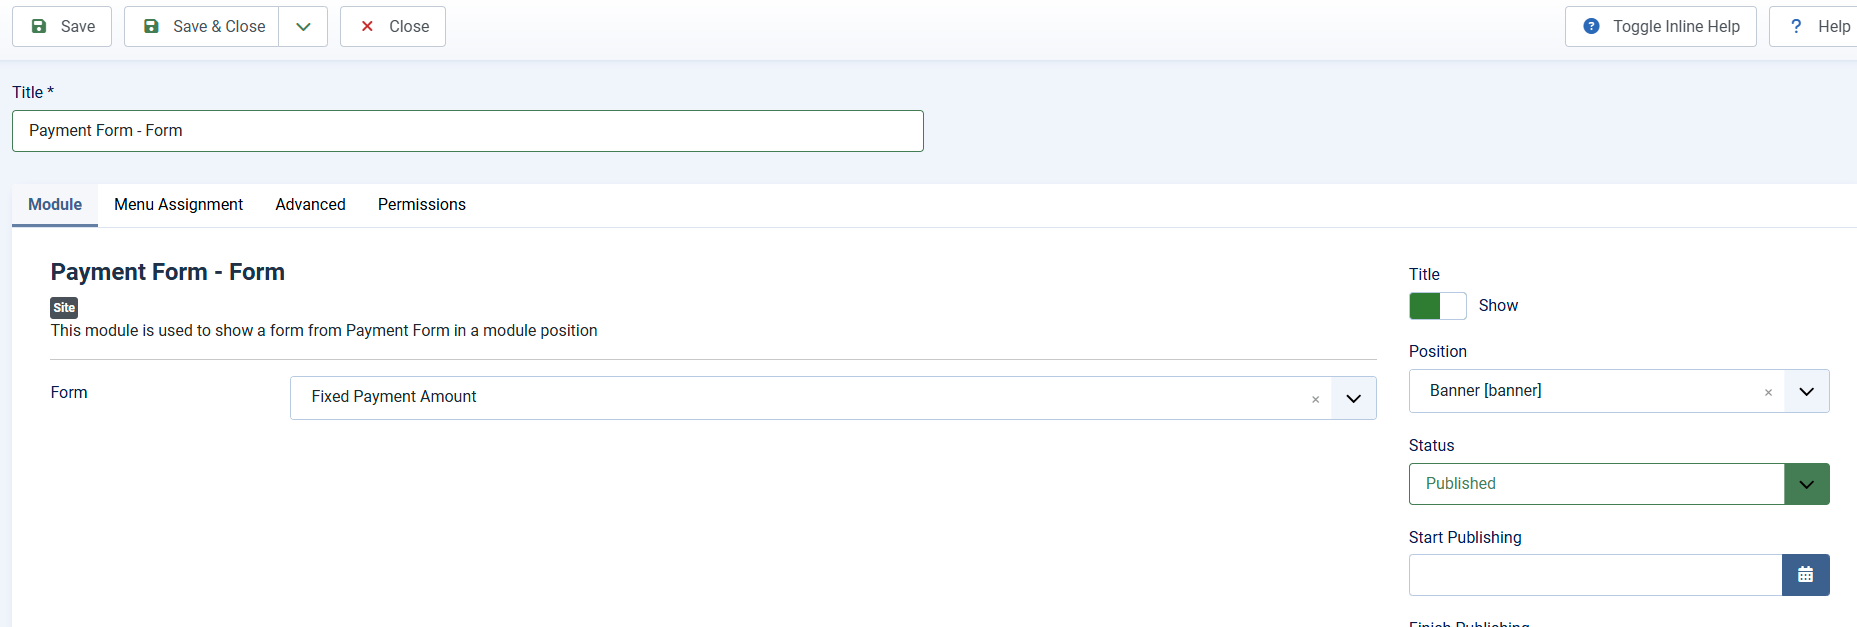 Save
Save & Close
Close
Toggle Inline Help
? Help
Title *
Payment Form - Form
Module
Menu Assignment
Advanced
Permissions
Payment Form - Form
Site
This module is used to show a form from Payment Form in a module position
Form
Fixed Payment Amount
Title
Show
Position
Banner [banner]
Status
Published
Start Publishing
Finish Publishing